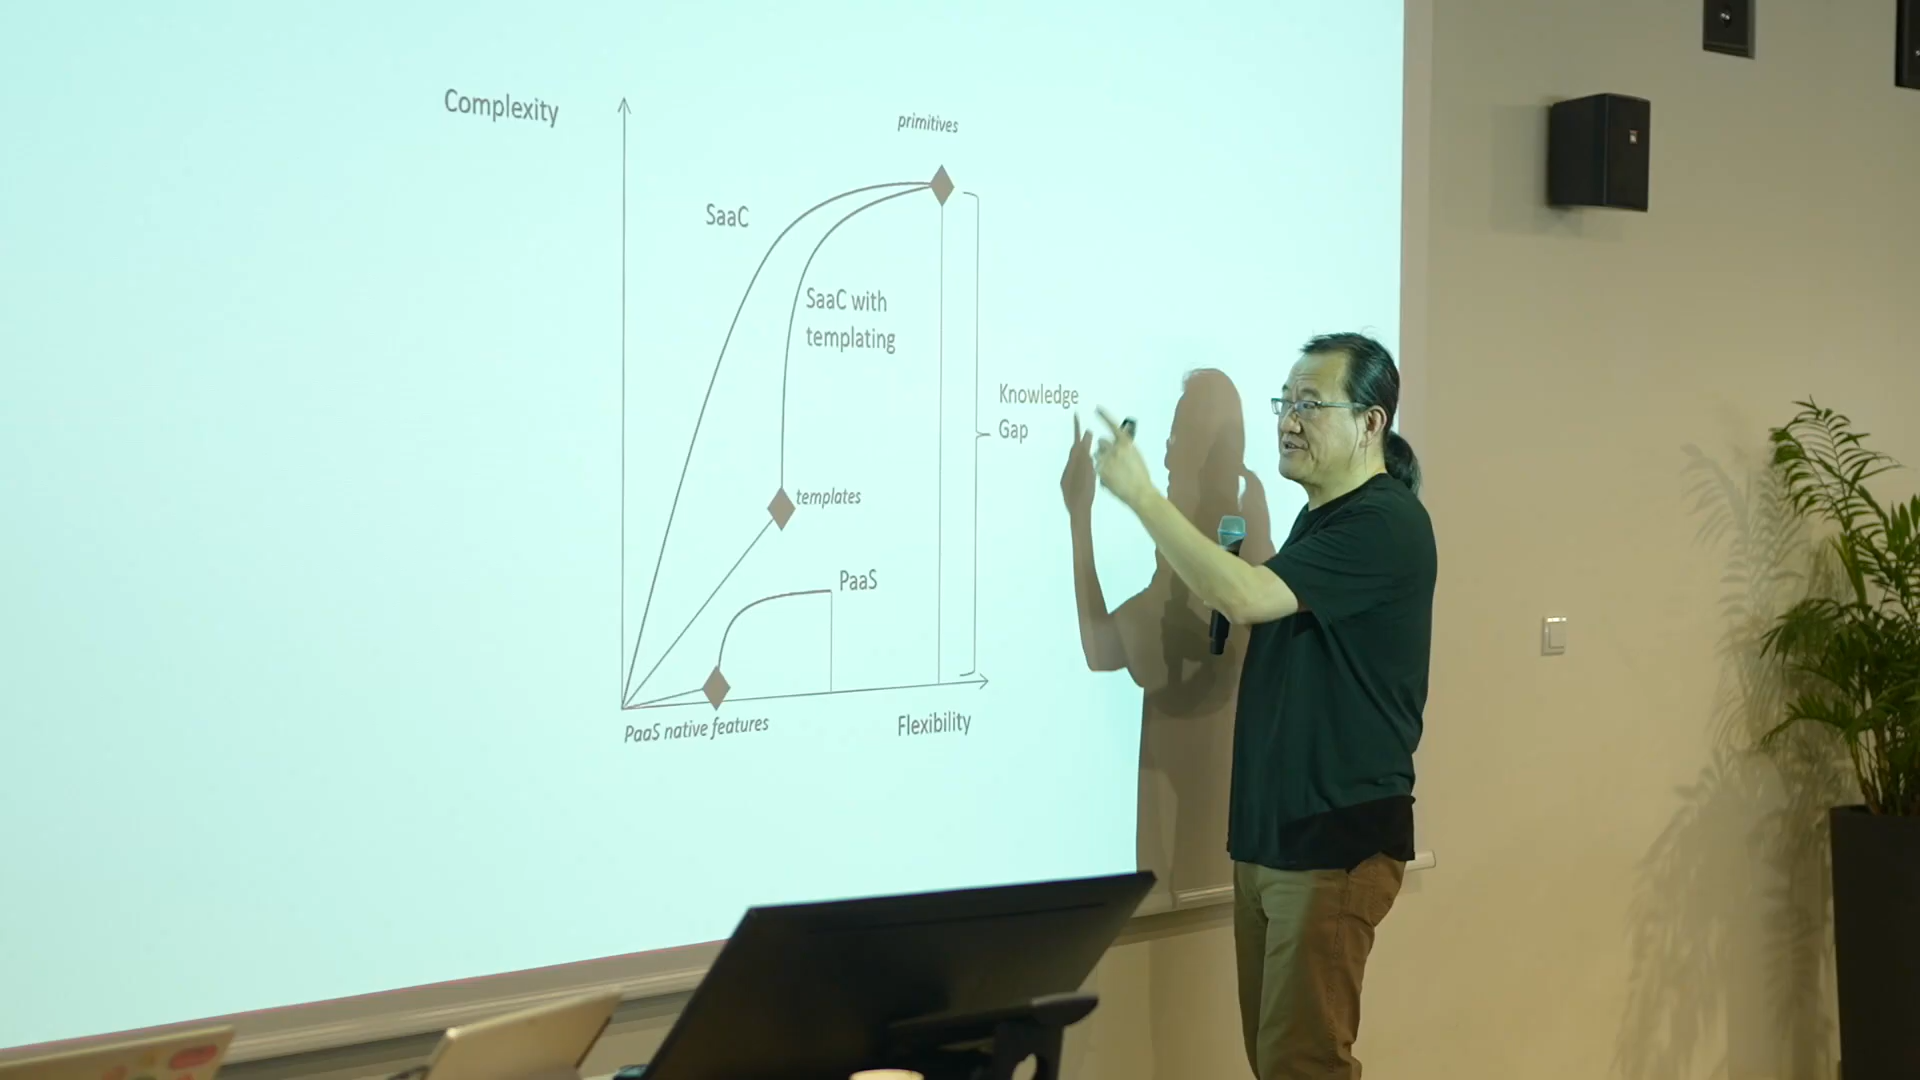 Complexity
primitives
SaaC
SaaC with
templating
Knowledge
Gap
templates
PaaS
PaaS native features
Flexibility